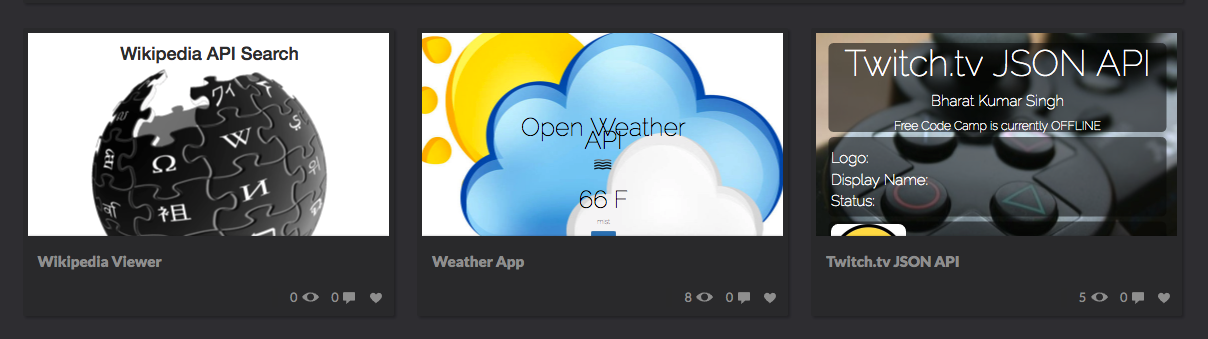 Wikipedia API Search
W
Ω
И
祖
Wikipedia Viewer
0
0
Open Weather
API
66 F
mist
Weather App
8
0
Twitch.tv JSON API
Bharat Kumar Singh
Free Code Camp is currently OFFLINE
Logo:
Display Name:
Status:
Twitch.tv JSON API
5
0